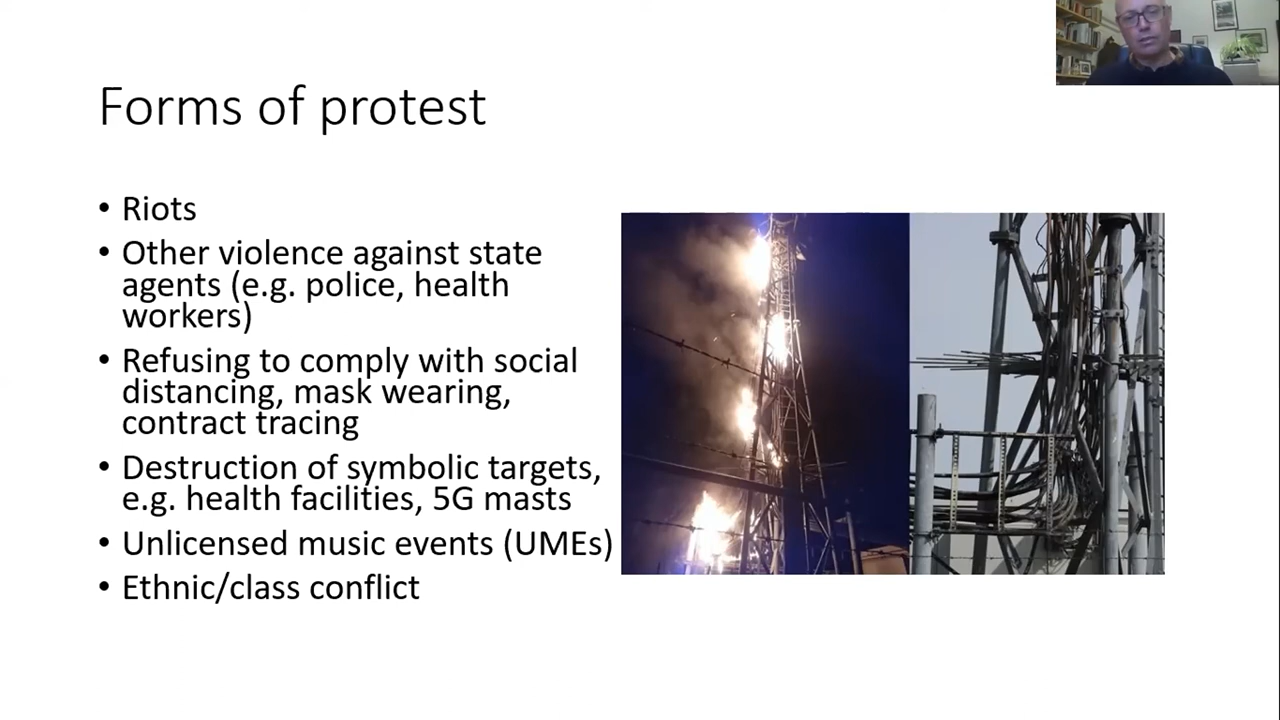 Forms of protest
• Riots
• Other violence against state
agents (e.g. police, health
workers)
• Refusing to comply with social
distancing, mask wearing,
contract tracing
• Destruction of symbolic targets,
e.g. health facilities, 5G masts
• Unlicensed music events (UMEs)
• Ethnic/class conflict